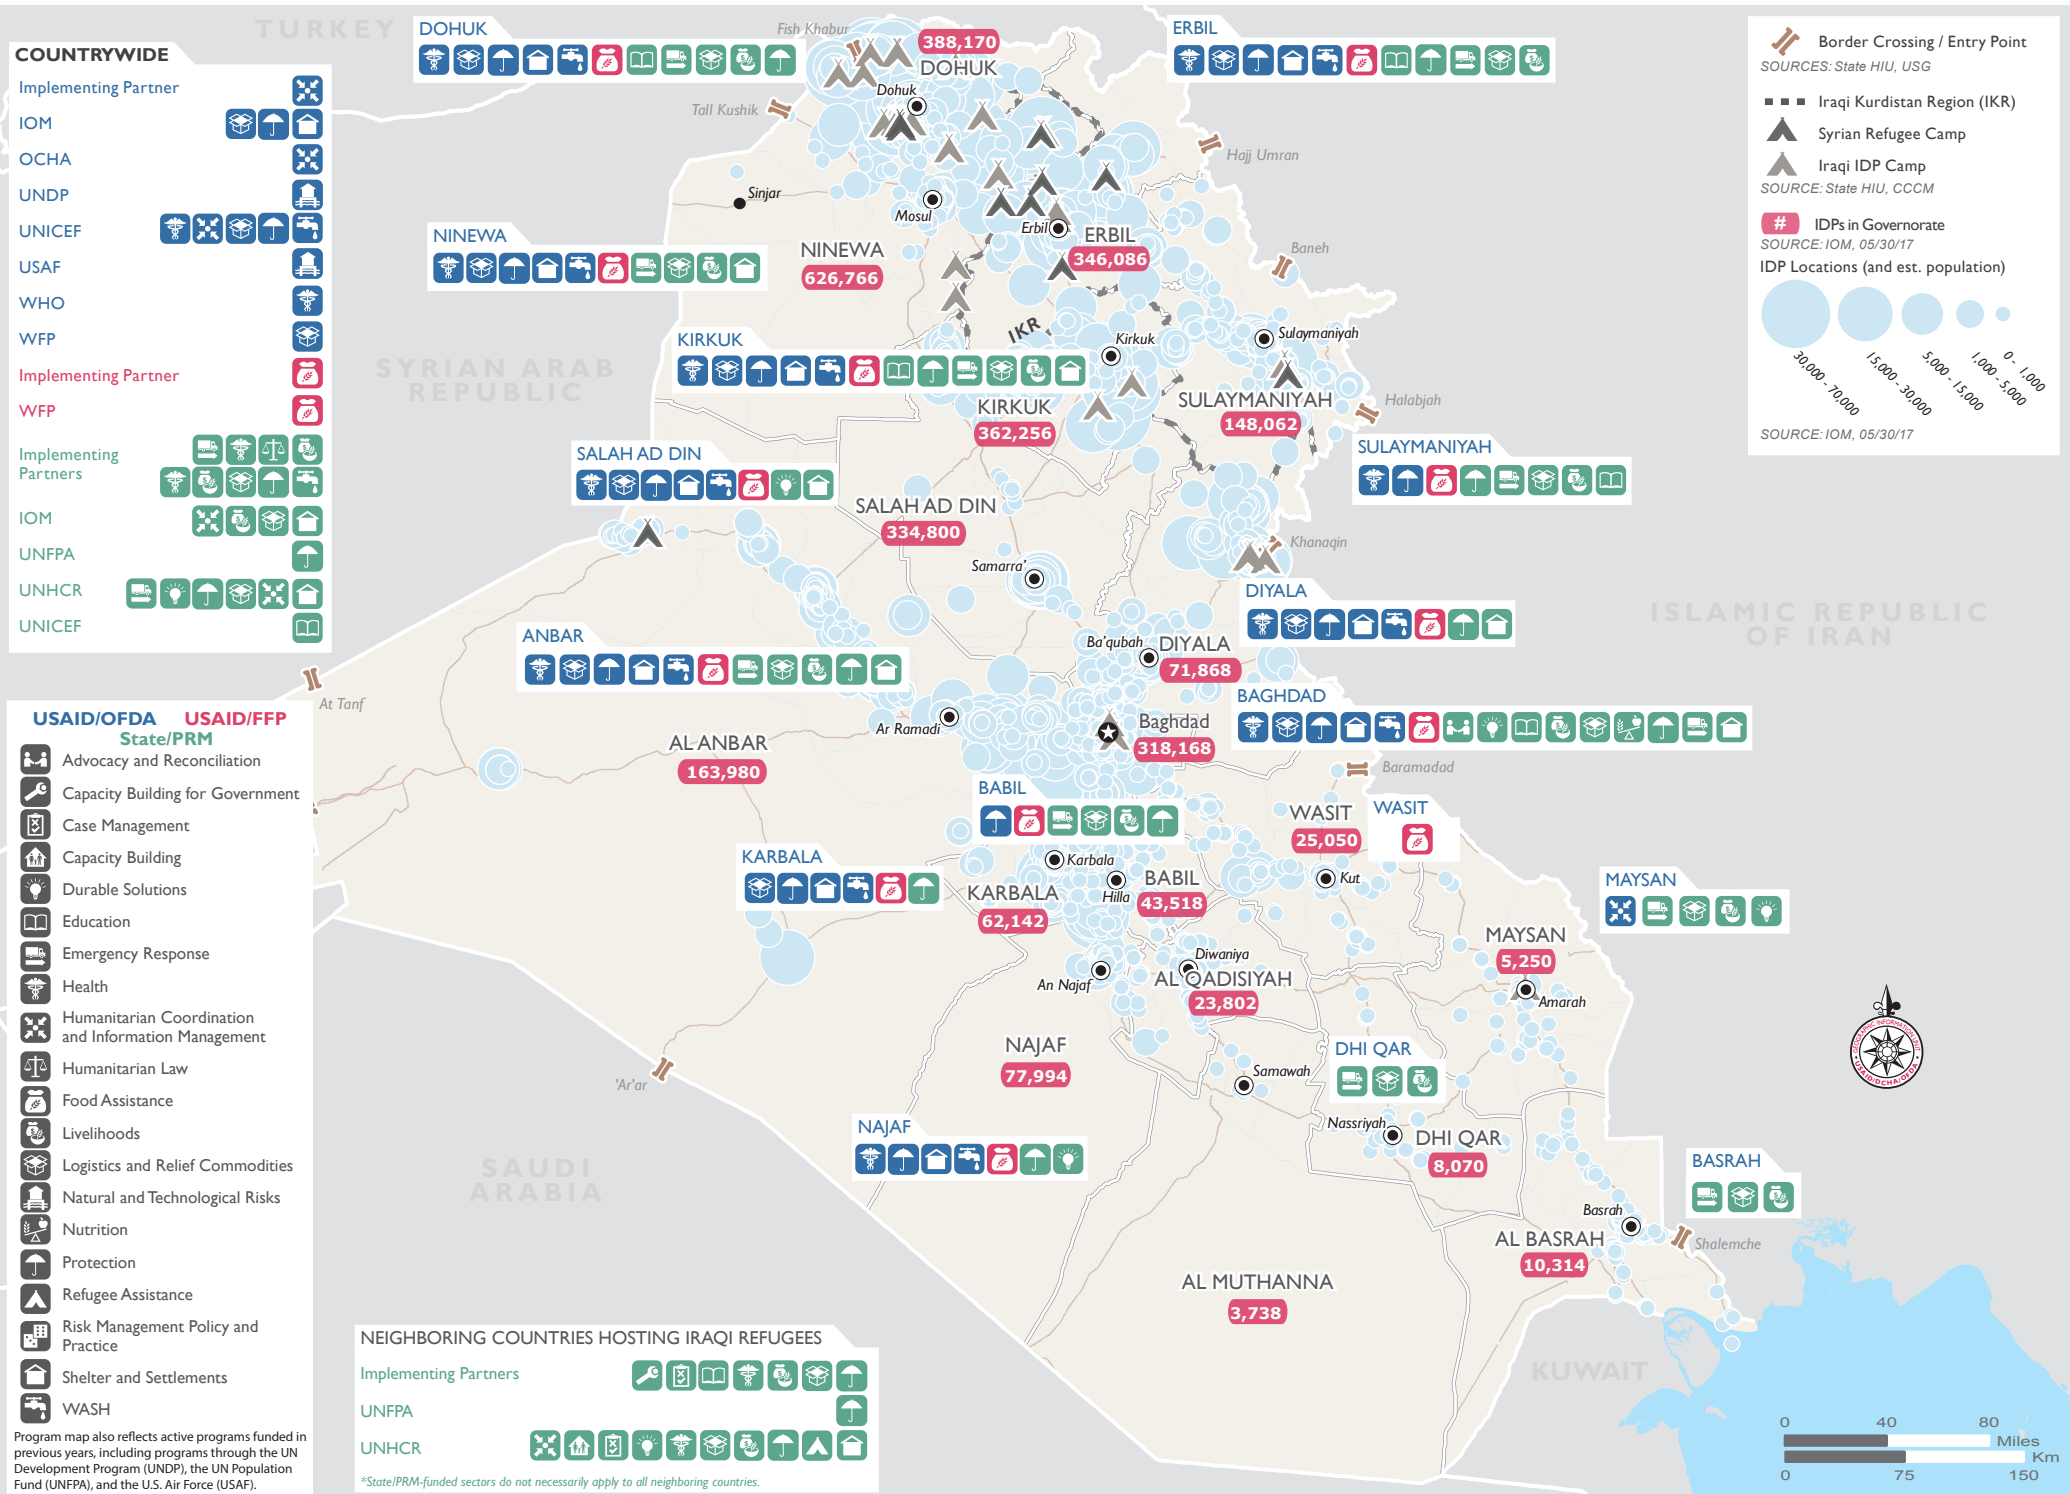 TURKEY
COUNTRYWIDE
Implementing Partner
IOM
OCHA
UNDP
UNICEF
USAF
WHO
WFP
Implementing Partner
WFP
Implementing
Partners
IOM
UNFPA
UNHCR
UNICEF
DOHUK
Fish Khabur
388,170
DOHUK
Dohuk
Tall Kushik
ERBIL
Hajj Umran
Sinjar
Mosul
NINEWA
NINEWA
626,766
Erbil
ERBIL
346,086
Baneh
IKR
KIRKUK
Kirkuk
Sulaymaniyah
SYRIAN ARAB
REPUBLIC
KIRKUK
362,256
SULAYMANIYAH
148,062
Halabjah
SULAYMANIYAH
SALAH AD DIN
SALAH AD DIN
334,800
Khanaqin
Samarra'
DIYALA
ISLAMIC REPUBLIC
OF IRAN
ANBAR
Ba'qubah
DIYALA
71,868
At Tanf
BAGHDAD
Ar Ramadi
Baghdad
318,168
AL ANBAR
163,980
Baramadad
BABIL
WASIT
25,050
WASIT
KARBALA
Karbala
KARBALA
62,142
Hilla
BABIL
43,518
Kut
MAYSAN
MAYSAN
5,250
Amarah
An Najaf
Diwaniya
AL QADISIYAH
23,802
NAJAF
77,994
Samawah
DHI QAR
'Ar'ar
NAJAF
Nassriyah
DHI QAR
8,070
SAUDI
ARABIA
BASRAH
Basrah
AL BASRAH
10,314
Shalemche
AL MUTHANNA
3,738
KUWAIT
Border Crossing / Entry Point
SOURCES: State HIU, USG
Iraqi Kurdistan Region (IKR)
Syrian Refugee Camp
Iraqi IDP Camp
SOURCE: State HIU, CCCM
# IDPs in Governorate
SOURCE: IOM, 05/30/17
IDP Locations (and est. population)
30,000 - 70,000
15,000 - 30,000
5,000 - 15,000
1,000 - 5,000
0 - 1,000
SOURCE: IOM, 05/30/17
USAID/OFDA USAID/FFP
State/PRM
Advocacy and Reconciliation
Capacity Building for Government
Case Management
Capacity Building
Durable Solutions
Education
Emergency Response
Health
Humanitarian Coordination
and Information Management
Humanitarian Law
Food Assistance
Livelihoods
Logistics and Relief Commodities
Natural and Technological Risks
Nutrition
Protection
Refugee Assistance
Risk Management Policy and
Practice
Shelter and Settlements
WASH
Program map also reflects active programs funded in
previous years, including programs through the UN
Development Program (UNDP), the UN Population
Fund (UNFPA), and the U.S. Air Force (USAF).
NEIGHBORING COUNTRIES HOSTING IRAQI REFUGEES
Implementing Partners
UNFPA
UNHCR
*State/PRM-funded sectors do not necessarily apply to all neighboring countries.
GEOGRAPHIC INFORMATION UNIT
USAID/DCHA/OFDA
0 40 80
Miles
Km
0 75 150